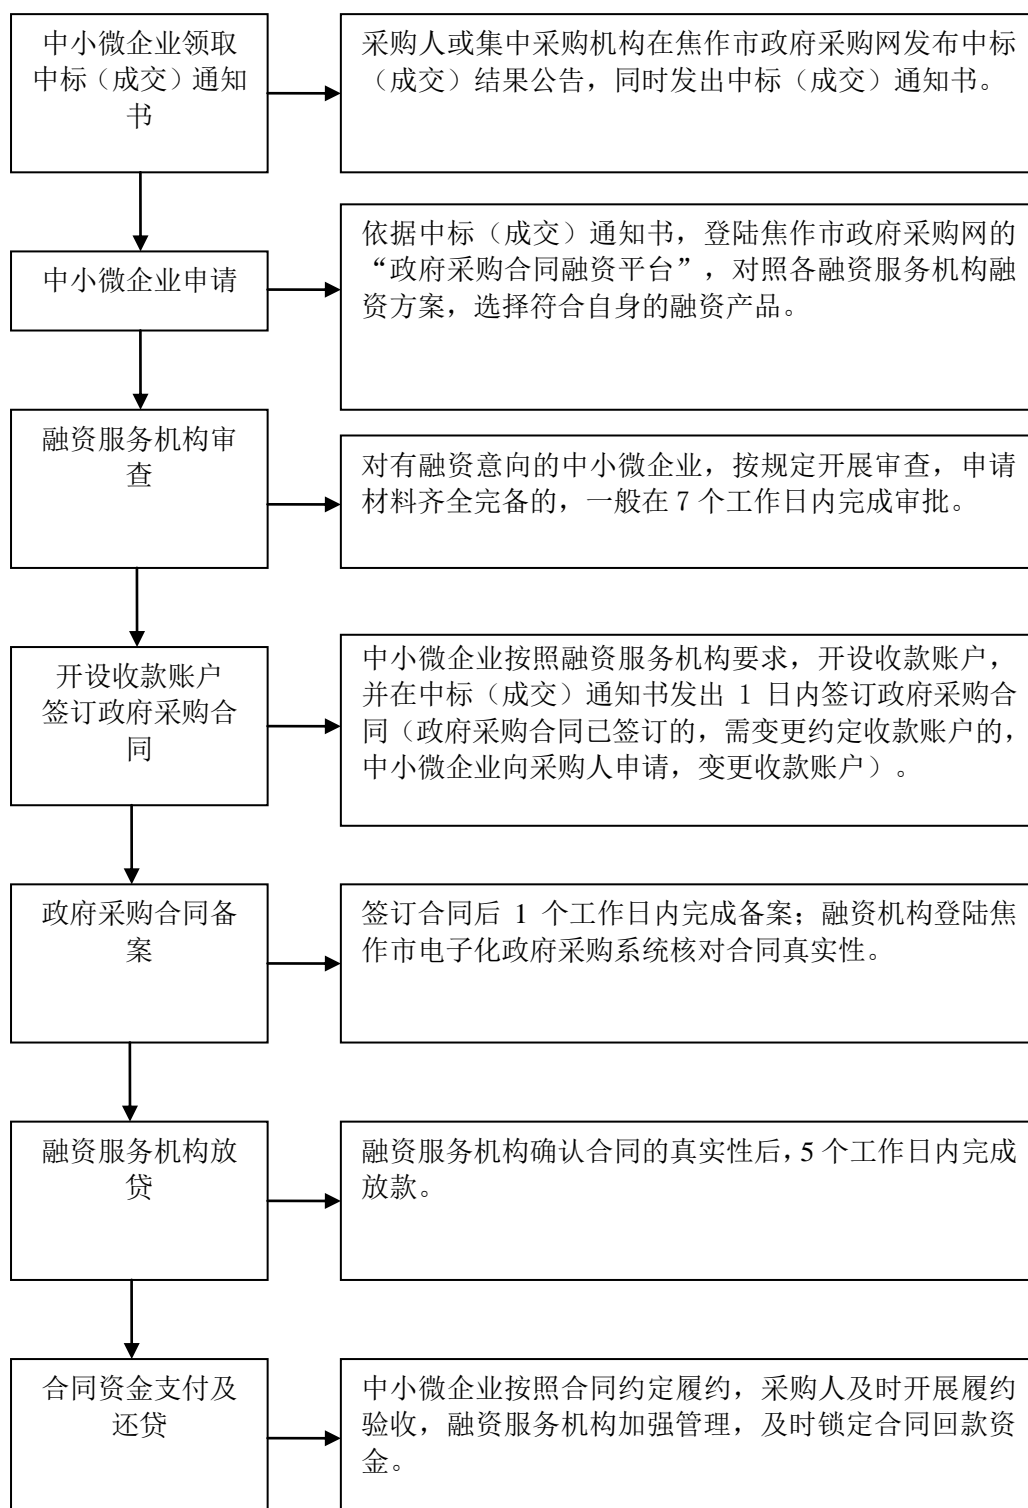 中小微企业领取
中标（成交）通知
书
采购人或集中采购机构在焦作市政府采购网发布中标
（成交）结果公告，同时发出中标（成交）通知书。
中小微企业申请
依据中标（成交）通知书，登陆焦作市政府采购网的
“政府采购合同融资平台”，对照各融资服务机构融
资方案，选择符合自身的融资产品。
融资服务机构审
查
对有融资意向的中小微企业，按规定开展审查，申请
材料齐全完备的，一般在 7 个工作日内完成审批。
开设收款账户
签订政府采购合
同
中小微企业按照融资服务机构要求，开设收款账户，
并在中标（成交）通知书发出 1 日内签订政府采购合
同（政府采购合同已签订的，需变更约定收款账户的，
中小微企业向采购人申请，变更收款账户）。
政府采购合同备
案
签订合同后 1 个工作日内完成备案；融资机构登陆焦
作市电子化政府采购系统核对合同真实性。
融资服务机构放
贷
融资服务机构确认合同的真实性后，5 个工作日内完成
放款。
合同资金支付及
还贷
中小微企业按照合同约定履约，采购人及时开展履约
验收，融资服务机构加强管理，及时锁定合同回款资
金。